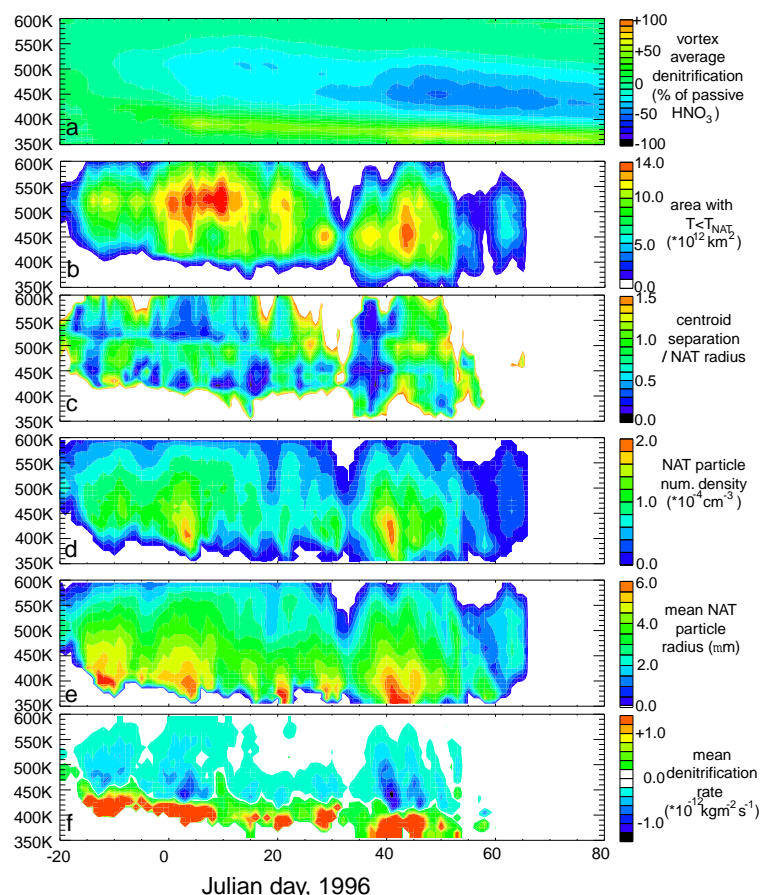 600K
550K
500K
450K
400K
350K
a
+100
+50
0
-50
-100
vortex
average
denitrification
(% of passive
HNO3)
600K
550K
500K
450K
400K
350K
b
14.0
10.0
5.0
0.0
area with
T<TNAT
(*10^12 km^2)
600K
550K
500K
450K
400K
350K
c
1.5
1.0
0.5
0.0
centroid
separation
/ NAT radius
600K
550K
500K
450K
400K
350K
d
2.0
1.0
0.0
NAT particle
num. density
(*10^-4 cm^-3)
600K
550K
500K
450K
400K
350K
e
6.0
4.0
2.0
0.0
mean NAT
particle
radius (mm)
600K
550K
500K
450K
400K
350K
f
+1.0
0.0
-1.0
mean
denitrification
rate
(*10^-12 kgm^-2 s^-1)
-20 0 20 40 60 80
Julian day, 1996